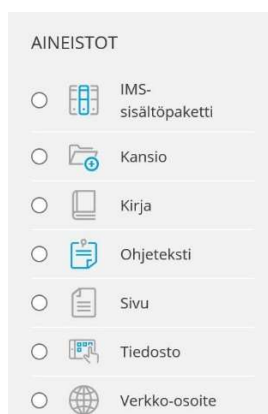 AINEISTOT
IMS-
sisältöpaketti
Kansio
Kirja
Ohjeteksti
Sivu
Tiedosto
Verkko-osoite